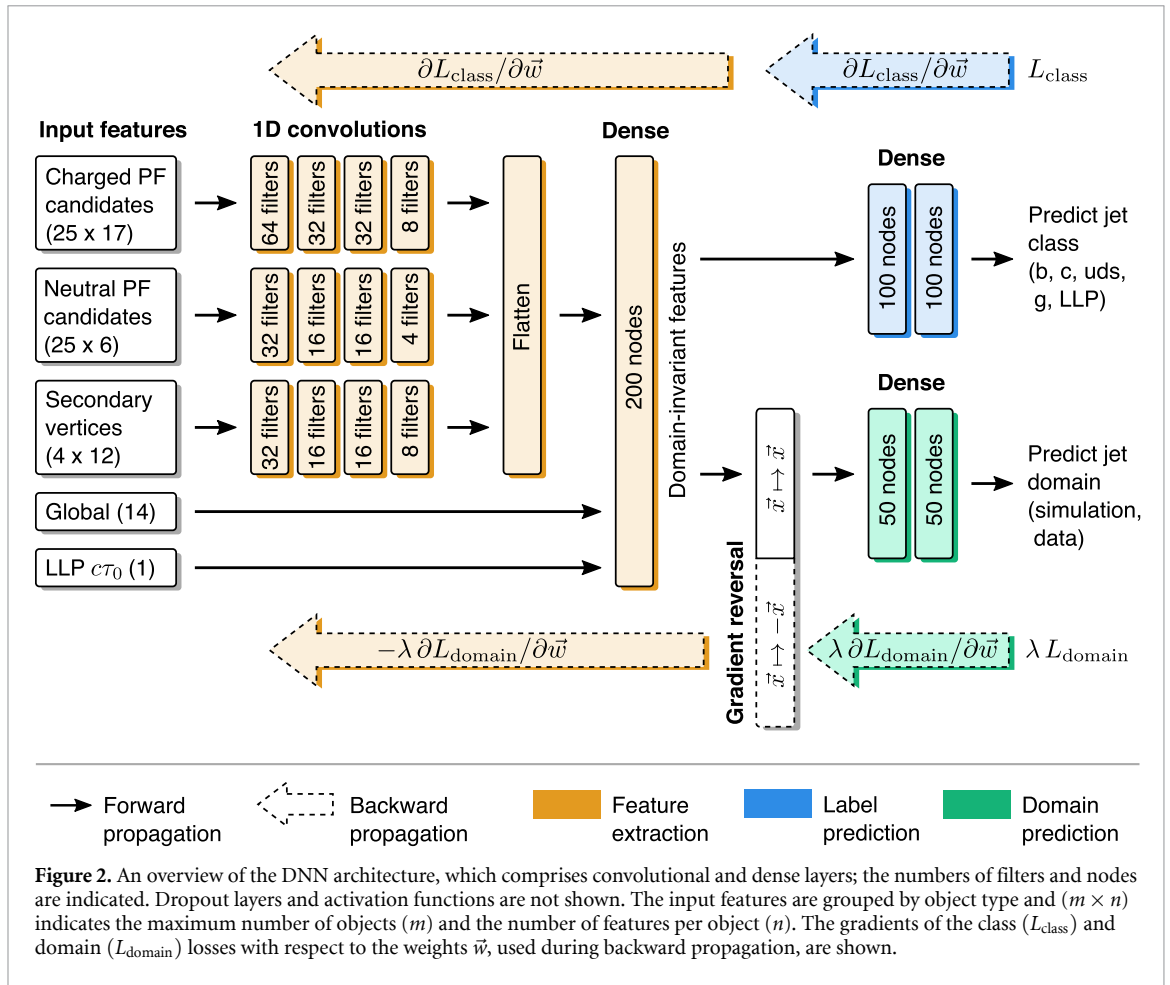 ∂L_class/∂w⃗
∂L_class/∂w⃗
L_class
Input features
1D convolutions
Dense
Charged PF
candidates
(25 x 17)
64 filters
32 filters
32 filters
8 filters
Neutral PF
candidates
(25 x 6)
32 filters
16 filters
16 filters
4 filters
Secondary
vertices
(4 x 12)
32 filters
16 filters
16 filters
8 filters
Global (14)
LLP cτ₀ (1)
Flatten
200 nodes
Domain-invariant features
Dense
100 nodes
100 nodes
Predict jet
class
(b, c, uds,
g, LLP)
Gradient reversal
x⃗ ↦ x⃗
x⃗ ↦ −x⃗
Dense
50 nodes
50 nodes
Predict jet
domain
(simulation,
data)
−λ ∂L_domain/∂w⃗
λ ∂L_domain/∂w⃗
λ L_domain
Forward
propagation
Backward
propagation
Feature
extraction
Label
prediction
Domain
prediction
Figure 2. An overview of the DNN architecture, which comprises convolutional and dense layers; the numbers of filters and nodes
are indicated. Dropout layers and activation functions are not shown. The input features are grouped by object type and (m × n)
indicates the maximum number of objects (m) and the number of features per object (n). The gradients of the class (L_class) and
domain (L_domain) losses with respect to the weights w⃗, used during backward propagation, are shown.